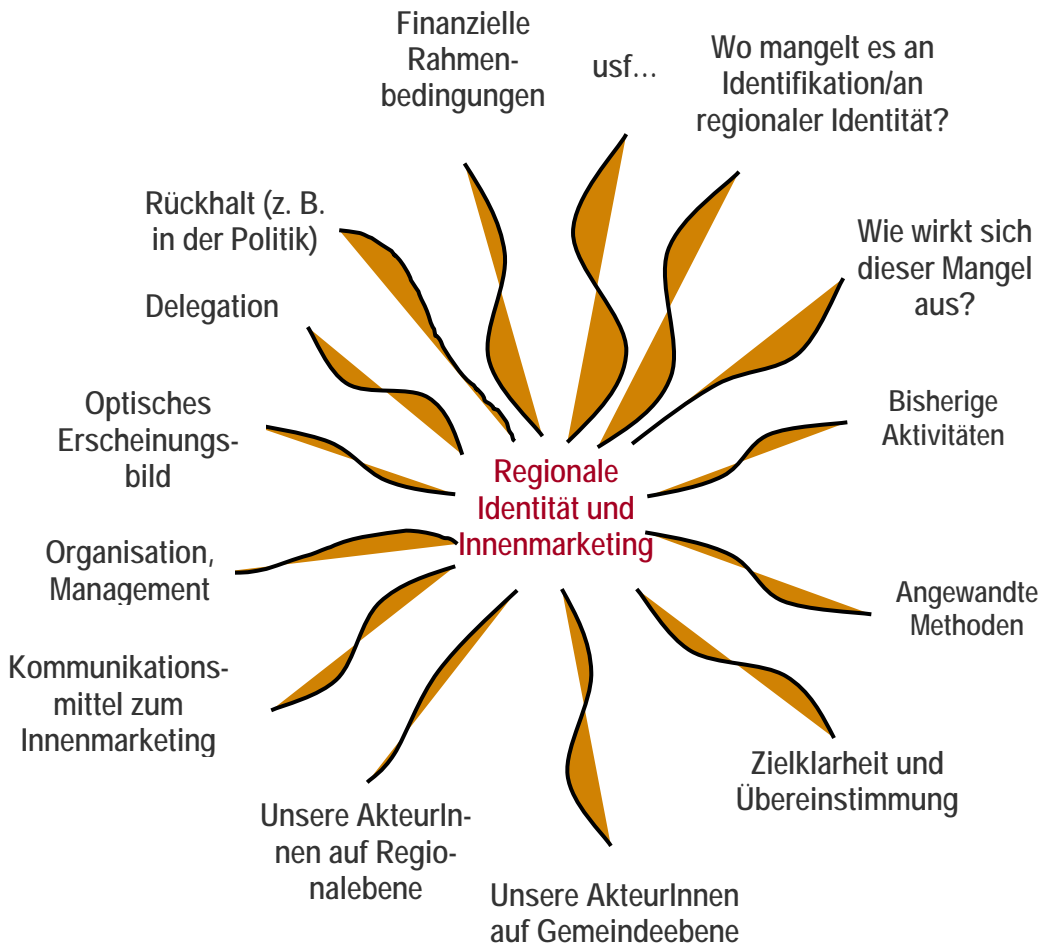 Finanzielle
Rahmen-
bedingungen
usf...
Wo mangelt es an
Identifikation/an
regionaler Identität?
Wie wirkt sich
dieser Mangel
aus?
Bisherige
Aktivitäten
Angewandte
Methoden
Zielklarheit und
Übereinstimmung
Unsere AkteurInnen
auf Gemeindeebene
Unsere AkteurIn-
nen auf Regio-
nalebene
Kommunikations-
mittel zum
Innenmarketing
Organisation,
Management
Optisches
Erscheinungs-
bild
Delegation
Rückhalt (z. B.
in der Politik)
Regionale
Identität und
Innenmarketing